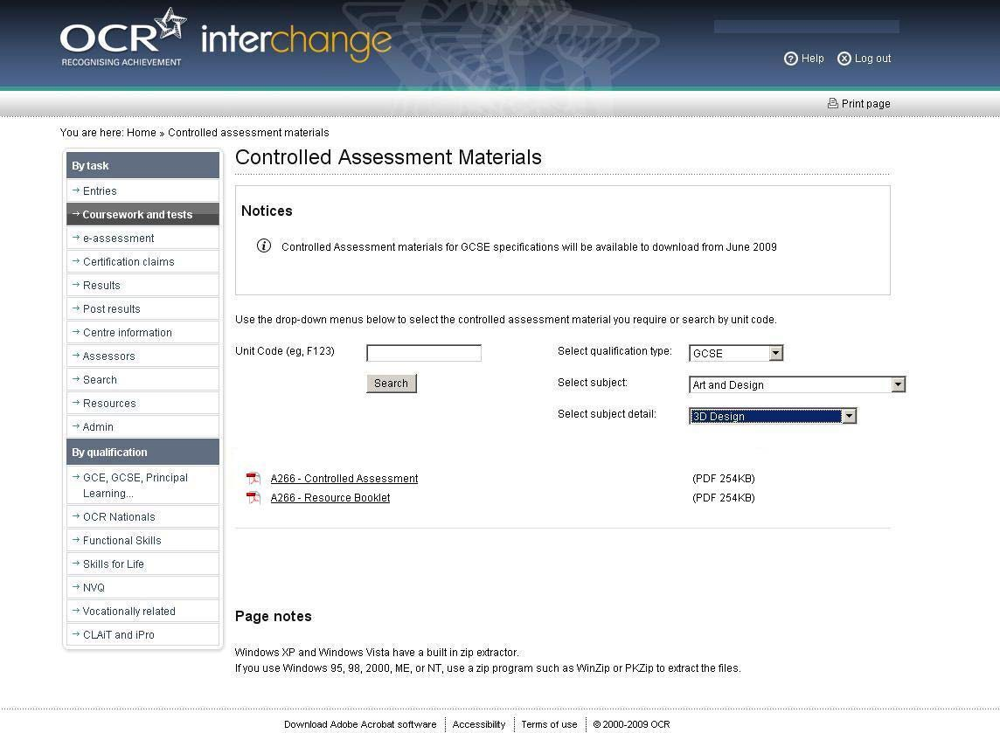 OCR interchange
RECOGNISING ACHIEVEMENT
Help Log out
Print page
You are here: Home » Controlled assessment materials
By task
Entries
Coursework and tests
e-assessment
Certification claims
Results
Post results
Centre information
Assessors
Search
Resources
Admin
By qualification
GCE, GCSE, Principal
Learning...
OCR Nationals
Functional Skills
Skills for Life
NVQ
Vocationally related
CLAiT and iPro
Controlled Assessment Materials
Notices
Controlled Assessment materials for GCSE specifications will be available to download from June 2009
Use the drop-down menus below to select the controlled assessment material you require or search by unit code.
Unit Code (eg, F123)
Search
Select qualification type: GCSE
Select subject: Art and Design
Select subject detail: 3D Design
A266 - Controlled Assessment (PDF 254KB)
A266 - Resource Booklet (PDF 254KB)
Page notes
Windows XP and Windows Vista have a built in zip extractor.
If you use Windows 95, 98, 2000, ME, or NT, use a zip program such as WinZip or PKZip to extract the files.
Download Adobe Acrobat software Accessibility Terms of use © 2000-2009 OCR